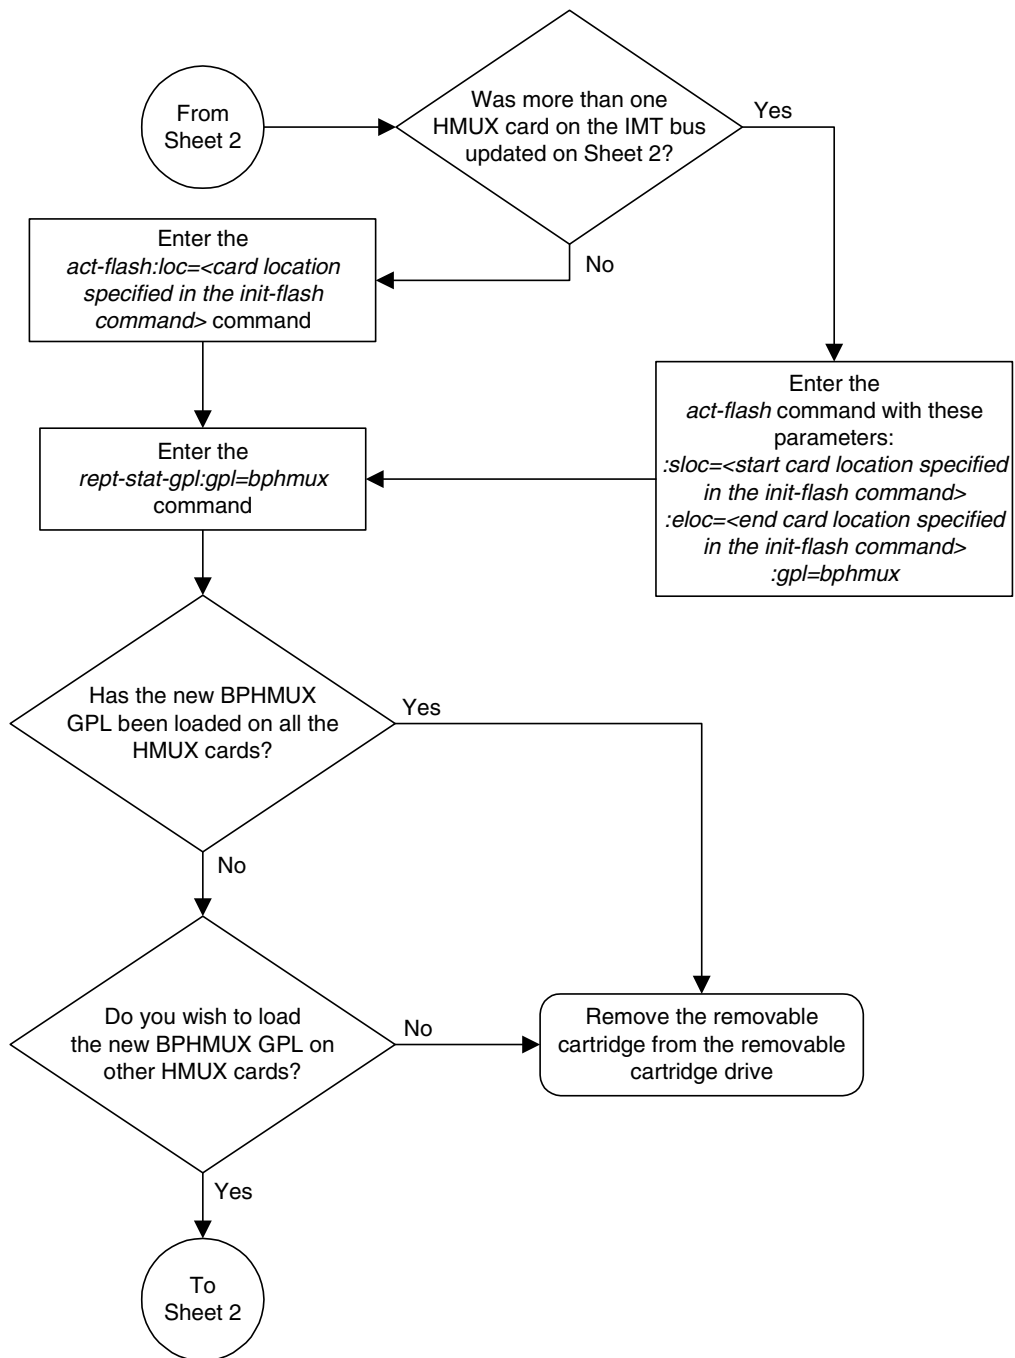 From
Sheet 2
Was more than one
HMUX card on the IMT bus
updated on Sheet 2?
Yes
No
Enter the
act-flash:loc=<card location
specified in the init-flash
command> command
Enter the
act-flash command with these
parameters:
:sloc=<start card location specified
in the init-flash command>
:eloc=<end card location specified
in the init-flash command>
:gpl=bphmux
Enter the
rept-stat-gpl:gpl=bphmux
command
Has the new BPHMUX
GPL been loaded on all the
HMUX cards?
Yes
No
Do you wish to load
the new BPHMUX GPL on
other HMUX cards?
No
Remove the removable
cartridge from the removable
cartridge drive
Yes
To
Sheet 2